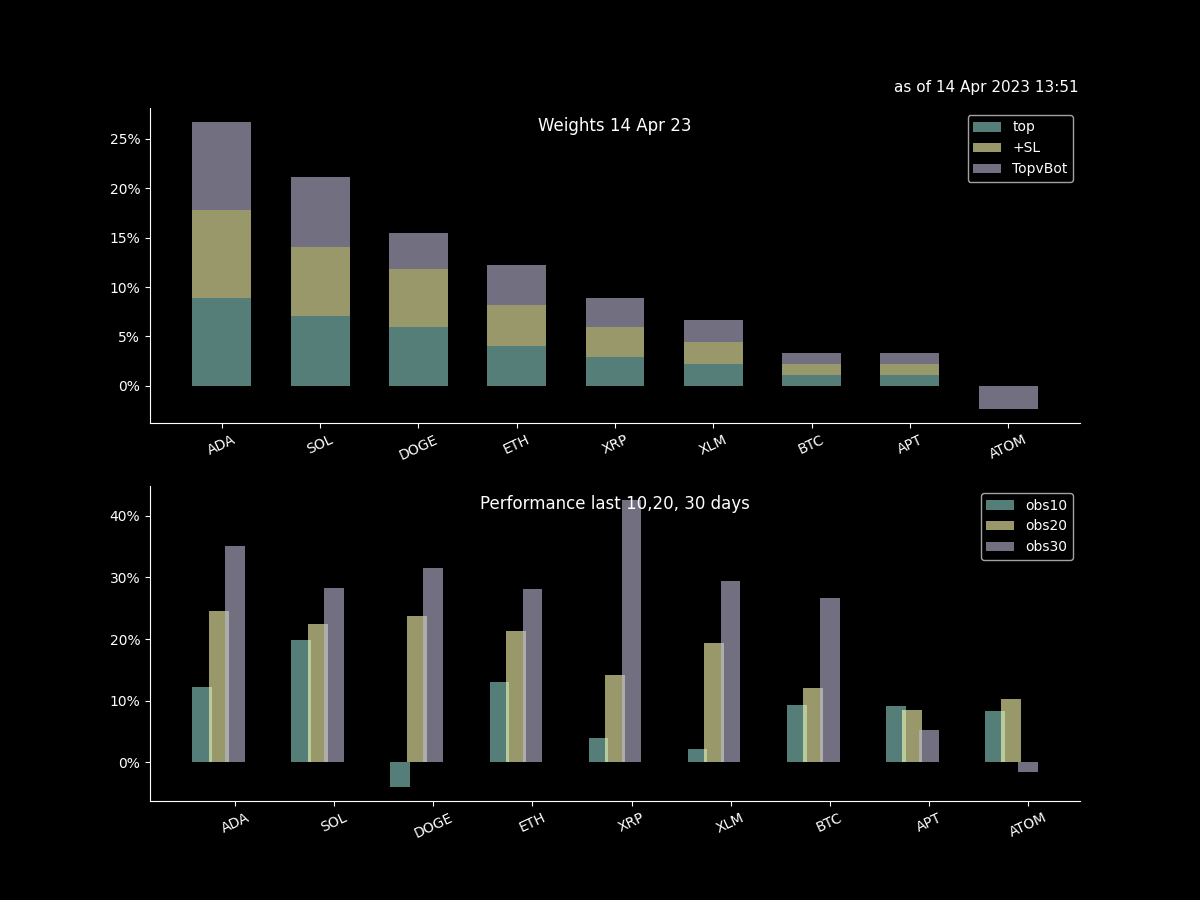 as of 14 Apr 2023 13:51
Weights 14 Apr 23
top
+SL
TopvBot
25%
20%
15%
10%
5%
0%
ADA SOL DOGE ETH XRP XLM BTC APT ATOM
Performance last 10,20, 30 days
obs10
obs20
obs30
40%
30%
20%
10%
0%
ADA SOL DOGE ETH XRP XLM BTC APT ATOM